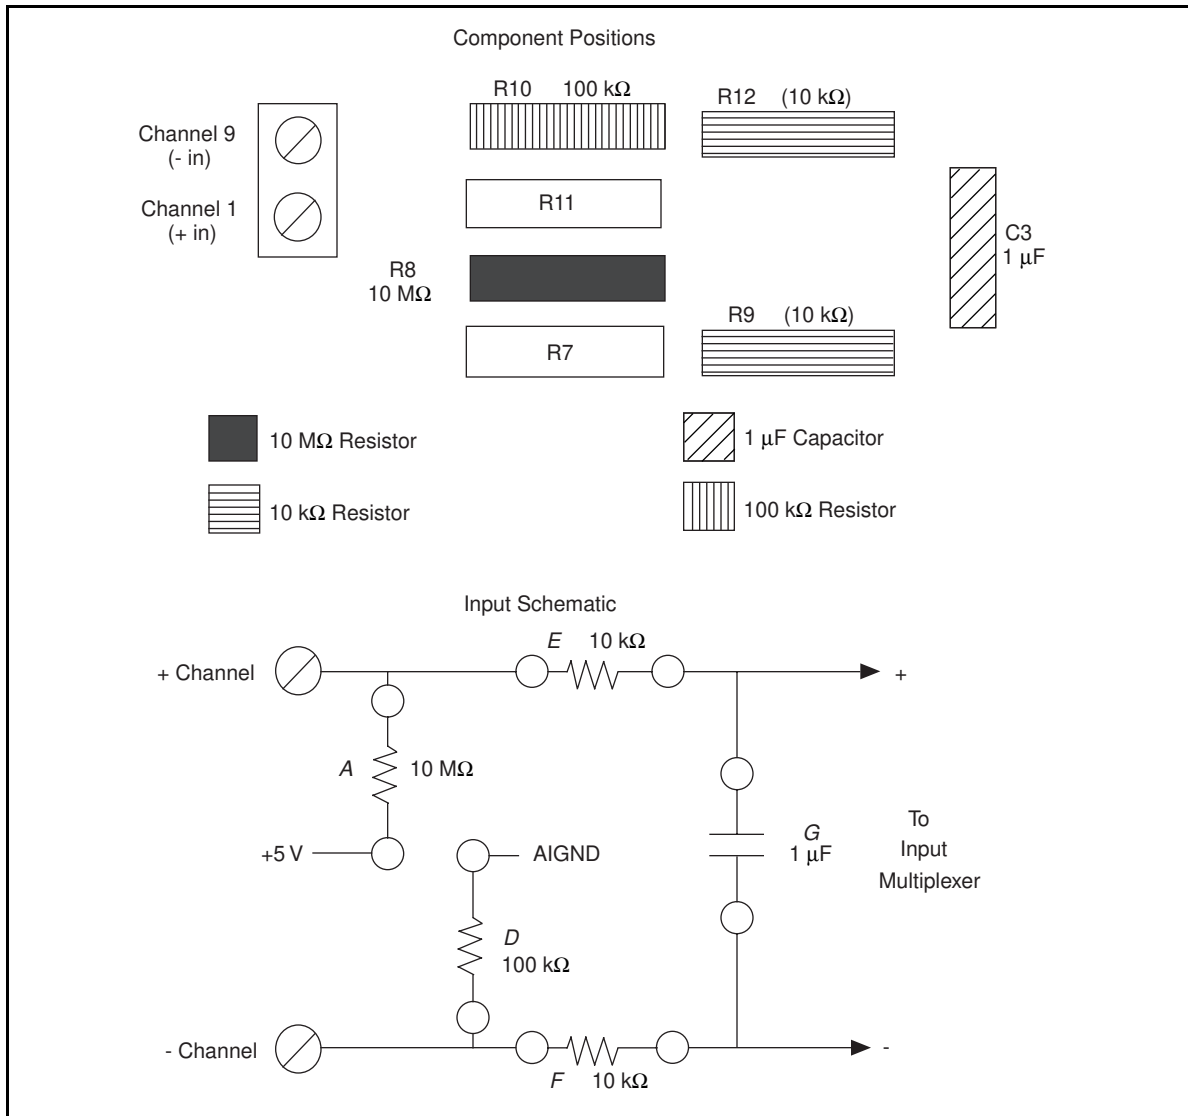 Component Positions
R10 100 kΩ
R12 (10 kΩ)
Channel 9
(- in)
Channel 1
(+ in)
R11
C3
1 μF
R8
10 MΩ
R9 (10 kΩ)
R7
10 MΩ Resistor
1 μF Capacitor
10 kΩ Resistor
100 kΩ Resistor
Input Schematic
E 10 kΩ
+ Channel
+
A 10 MΩ
+5 V
AIGND
G
1 μF
To
Input
Multiplexer
D
100 kΩ
- Channel
-
F 10 kΩ